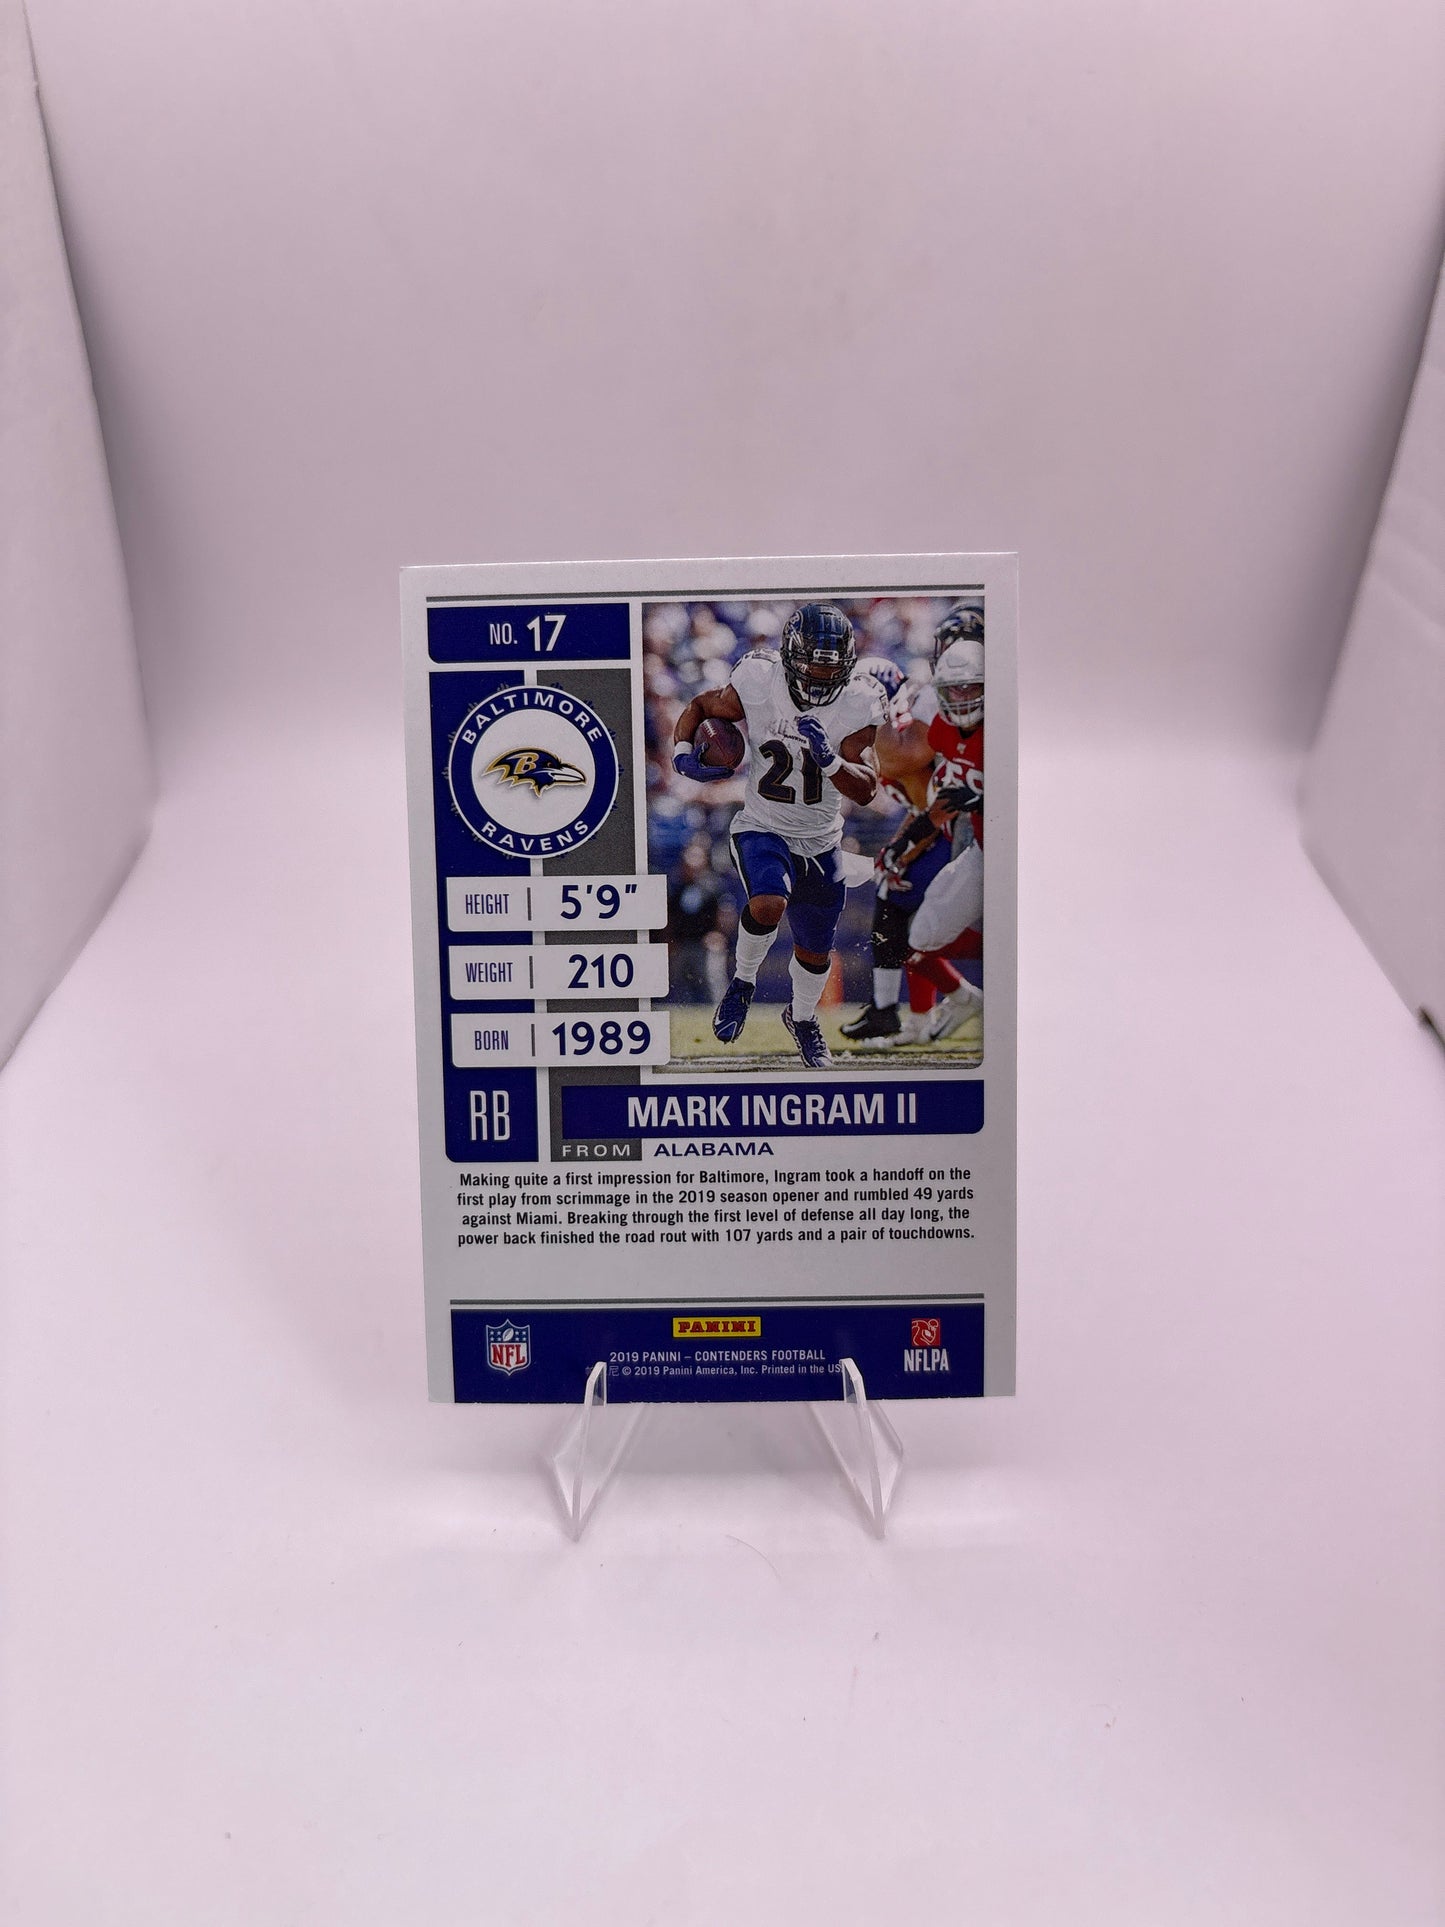 NO. 17
BALTIMORE
RAVENS
HEIGHT 5'9"
WEIGHT 210
BORN 1989
RB
21
MARK INGRAM II
FROM ALABAMA
Making quite a first impression for Baltimore, Ingram took a handoff on the
first play from scrimmage in the 2019 season opener and rumbled 49 yards
against Miami. Breaking through the first level of defense all day long, the
power back finished the road rout with 107 yards and a pair of touchdowns.
NFL
PANINI
2019 PANINI – CONTENDERS FOOTBALL
尼 © 2019 Panini America, Inc. Printed in the US
NFLPA